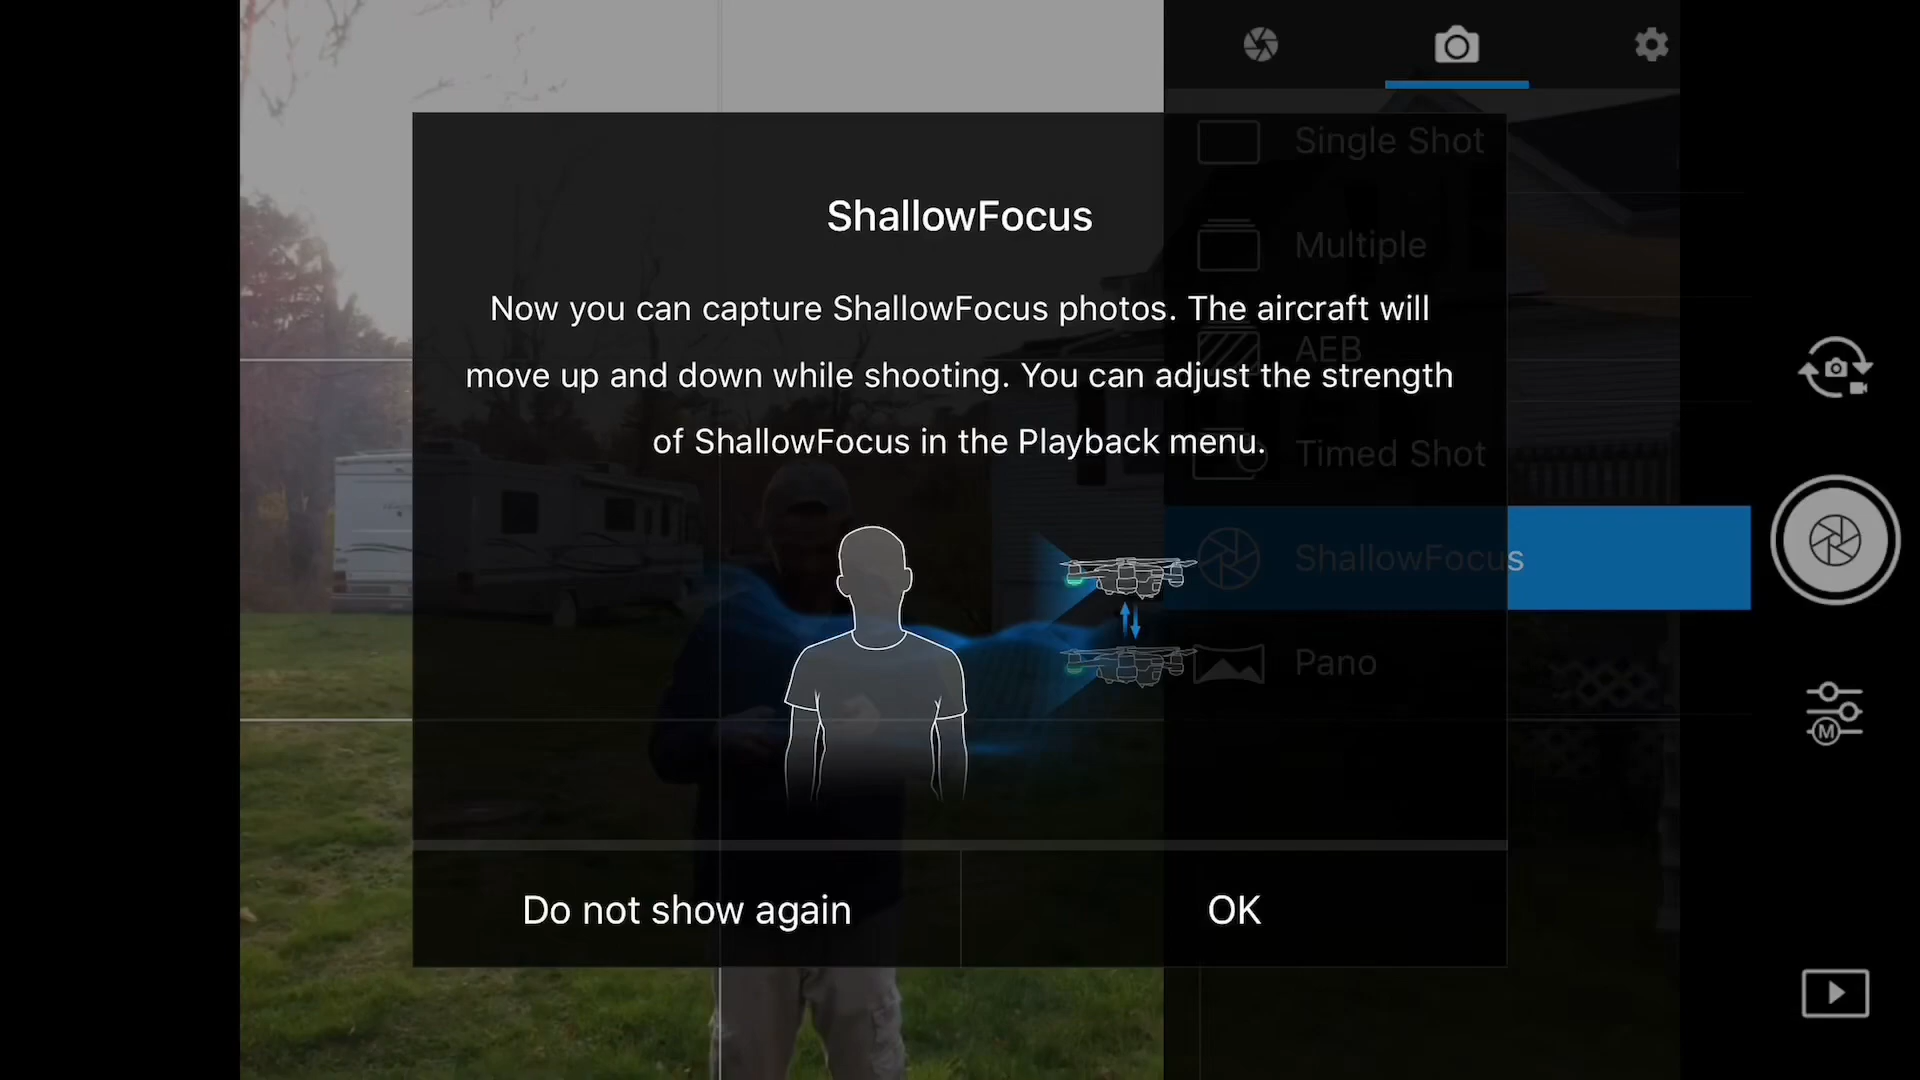 ShallowFocus
Now you can capture ShallowFocus photos. The aircraft will
move up and down while shooting. You can adjust the strength
of ShallowFocus in the Playback menu.
Do not show again
OK
Single Shot
Multiple
AEB
Timed Shot
ShallowFocus
Pano
M